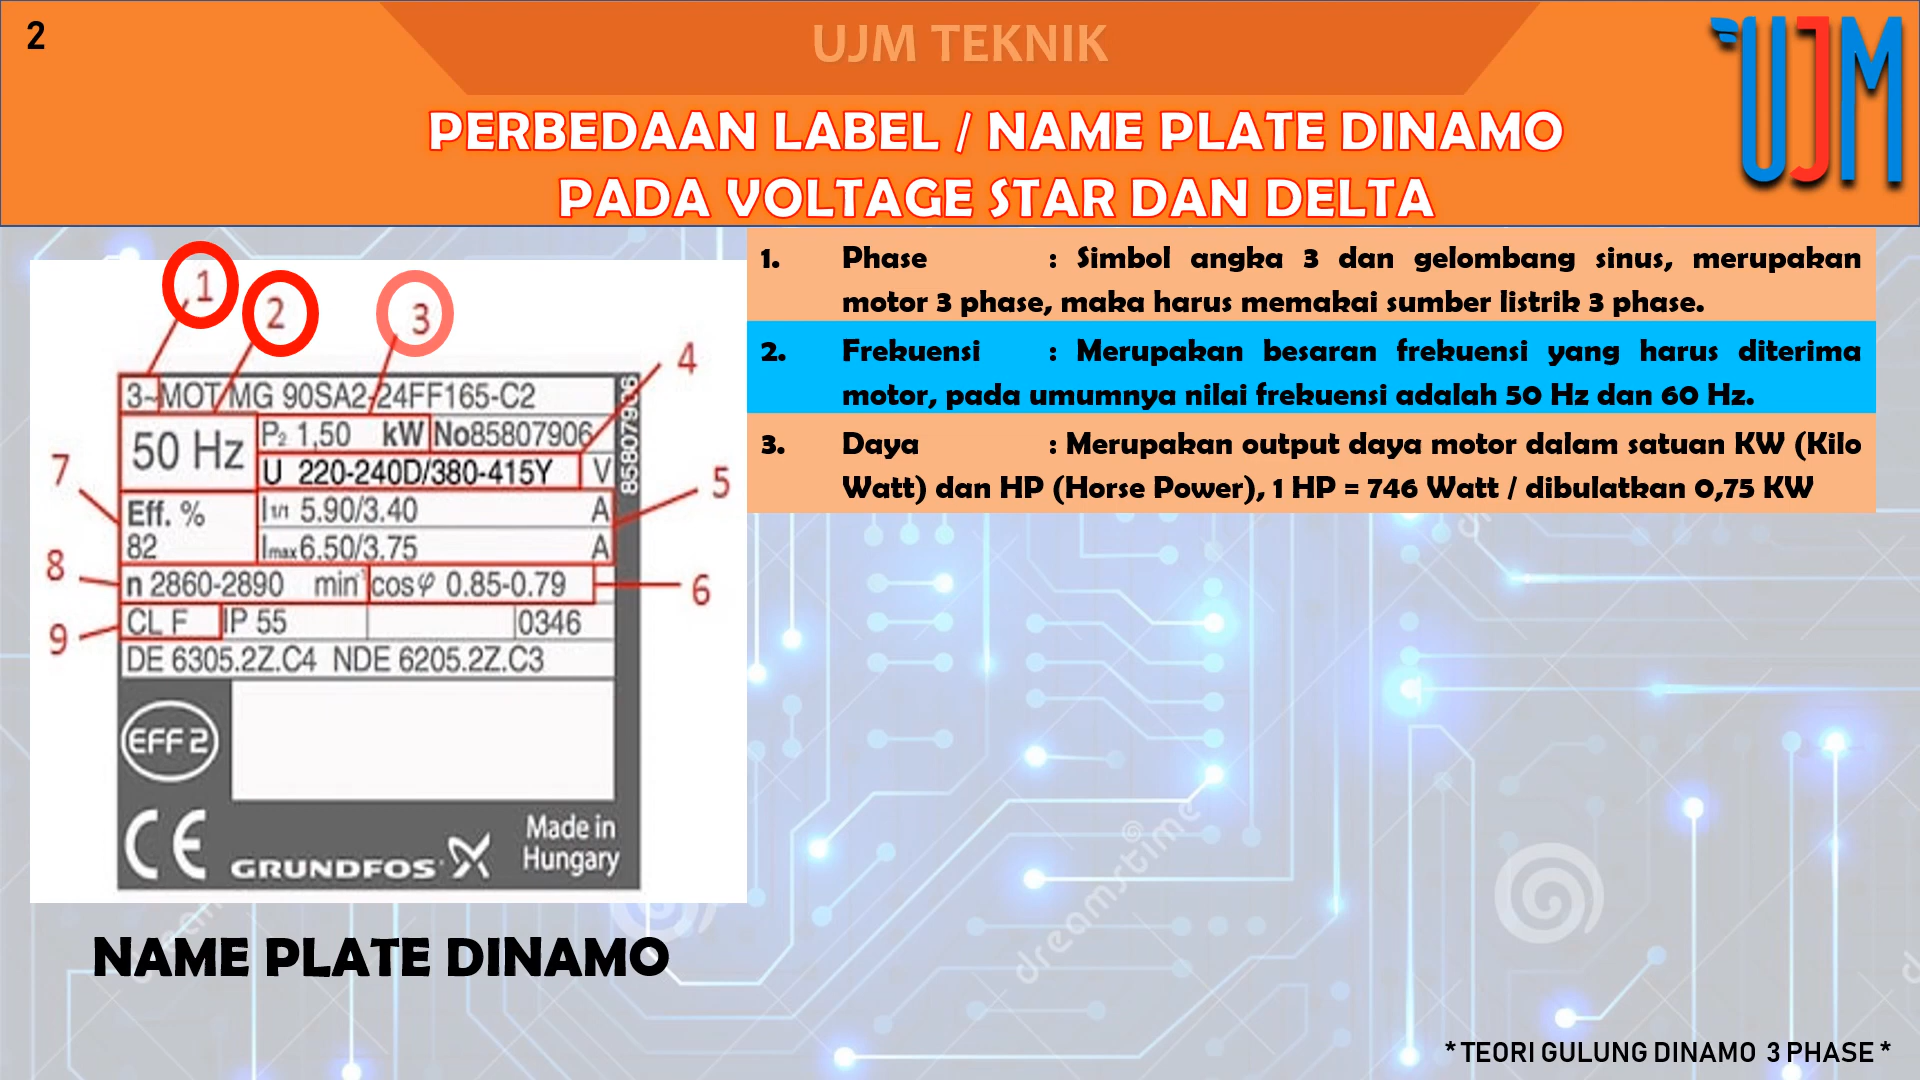 2
UJM TEKNIK
UJM
PERBEDAAN LABEL / NAME PLATE DINAMO
PADA VOLTAGE STAR DAN DELTA
1. Phase : Simbol angka 3 dan gelombang sinus, merupakan
motor 3 phase, maka harus memakai sumber listrik 3 phase.
2. Frekuensi : Merupakan besaran frekuensi yang harus diterima
motor, pada umumnya nilai frekuensi adalah 50 Hz dan 60 Hz.
3. Daya : Merupakan output daya motor dalam satuan KW (Kilo
Watt) dan HP (Horse Power), 1 HP = 746 Watt / dibulatkan 0,75 KW
1
2
3
4
5
6
7
8
9
3~MOT MG 90SA2-24FF165-C2
50 Hz
P2 1,50 kW No85807906
U 220-240D/380-415Y V
85807906
Eff. %
82
I1/1 5.90/3.40 A
Imax 6.50/3.75 A
n 2860-2890 min⁻¹ cosφ 0.85-0.79
CL F IP 55 0346
DE 6305.2Z.C4 NDE 6205.2Z.C3
EFF 2
CE GRUNDFOS
Made in
Hungary
NAME PLATE DINAMO
dreamstime
* TEORI GULUNG DINAMO 3 PHASE *